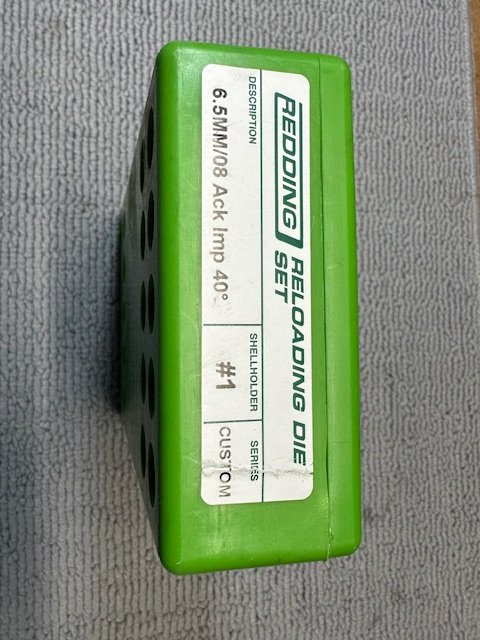 REDDING RELOADING DIE
SET
DESCRIPTION
SHELLHOLDER
SERIES
6.5MM/08 Ack Imp 40°
#1
CUSTOM